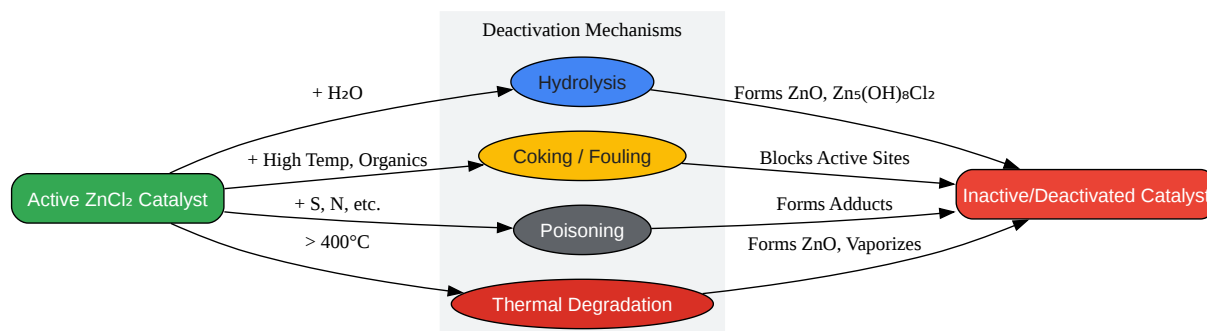 Deactivation Mechanisms
Hydrolysis
+ H₂O
Forms ZnO, Zn₅(OH)₈Cl₂
Coking / Fouling
+ High Temp, Organics
Blocks Active Sites
Active ZnCl₂ Catalyst
Inactive/Deactivated Catalyst
+ S, N, etc.
Forms Adducts
Poisoning
> 400°C
Forms ZnO, Vaporizes
Thermal Degradation